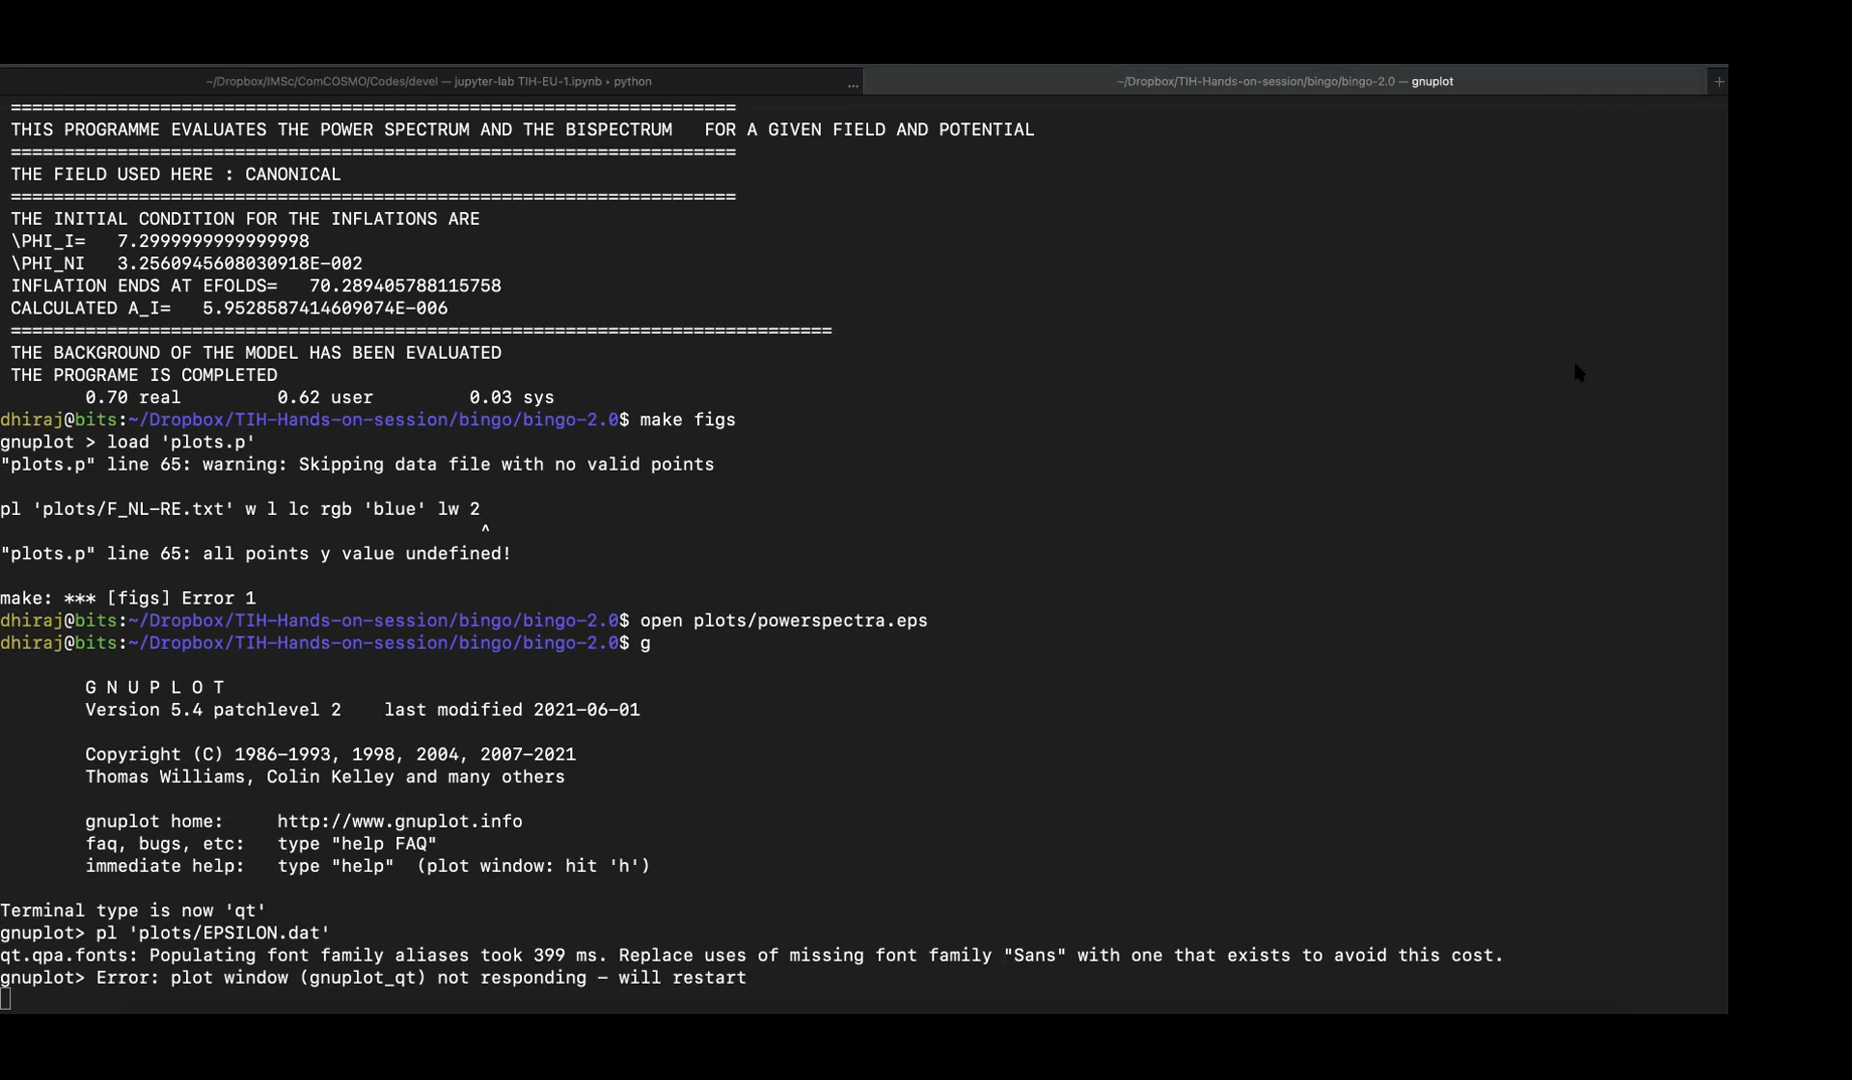 ~/Dropbox/IMSc/ComCOSMO/Codes/devel — jupyter-lab TIH-EU-1.ipynb ▸ python ... ~/Dropbox/TIH-Hands-on-session/bingo/bingo-2.0 — gnuplot +
====================================================================
THIS PROGRAMME EVALUATES THE POWER SPECTRUM AND THE BISPECTRUM   FOR A GIVEN FIELD AND POTENTIAL
====================================================================
THE FIELD USED HERE : CANONICAL
====================================================================
THE INITIAL CONDITION FOR THE INFLATIONS ARE
\PHI_I=   7.2999999999999998
\PHI_NI   3.2560945608030918E-002
INFLATION ENDS AT EFOLDS=   70.289405788115758
CALCULATED A_I=   5.9528587414609074E-006
=============================================================================
THE BACKGROUND OF THE MODEL HAS BEEN EVALUATED
THE PROGRAME IS COMPLETED
0.70 real         0.62 user         0.03 sys
dhiraj@bits:~/Dropbox/TIH-Hands-on-session/bingo/bingo-2.0$ make figs
gnuplot > load 'plots.p'
"plots.p" line 65: warning: Skipping data file with no valid points
pl 'plots/F_NL-RE.txt' w l lc rgb 'blue' lw 2
^
"plots.p" line 65: all points y value undefined!
make: *** [figs] Error 1
dhiraj@bits:~/Dropbox/TIH-Hands-on-session/bingo/bingo-2.0$ open plots/powerspectra.eps
dhiraj@bits:~/Dropbox/TIH-Hands-on-session/bingo/bingo-2.0$ g
G N U P L O T
Version 5.4 patchlevel 2    last modified 2021-06-01
Copyright (C) 1986-1993, 1998, 2004, 2007-2021
Thomas Williams, Colin Kelley and many others
gnuplot home:     http://www.gnuplot.info
faq, bugs, etc:   type "help FAQ"
immediate help:   type "help"  (plot window: hit 'h')
Terminal type is now 'qt'
gnuplot> pl 'plots/EPSILON.dat'
qt.qpa.fonts: Populating font family aliases took 399 ms. Replace uses of missing font family "Sans" with one that exists to avoid this cost.
gnuplot> Error: plot window (gnuplot_qt) not responding - will restart